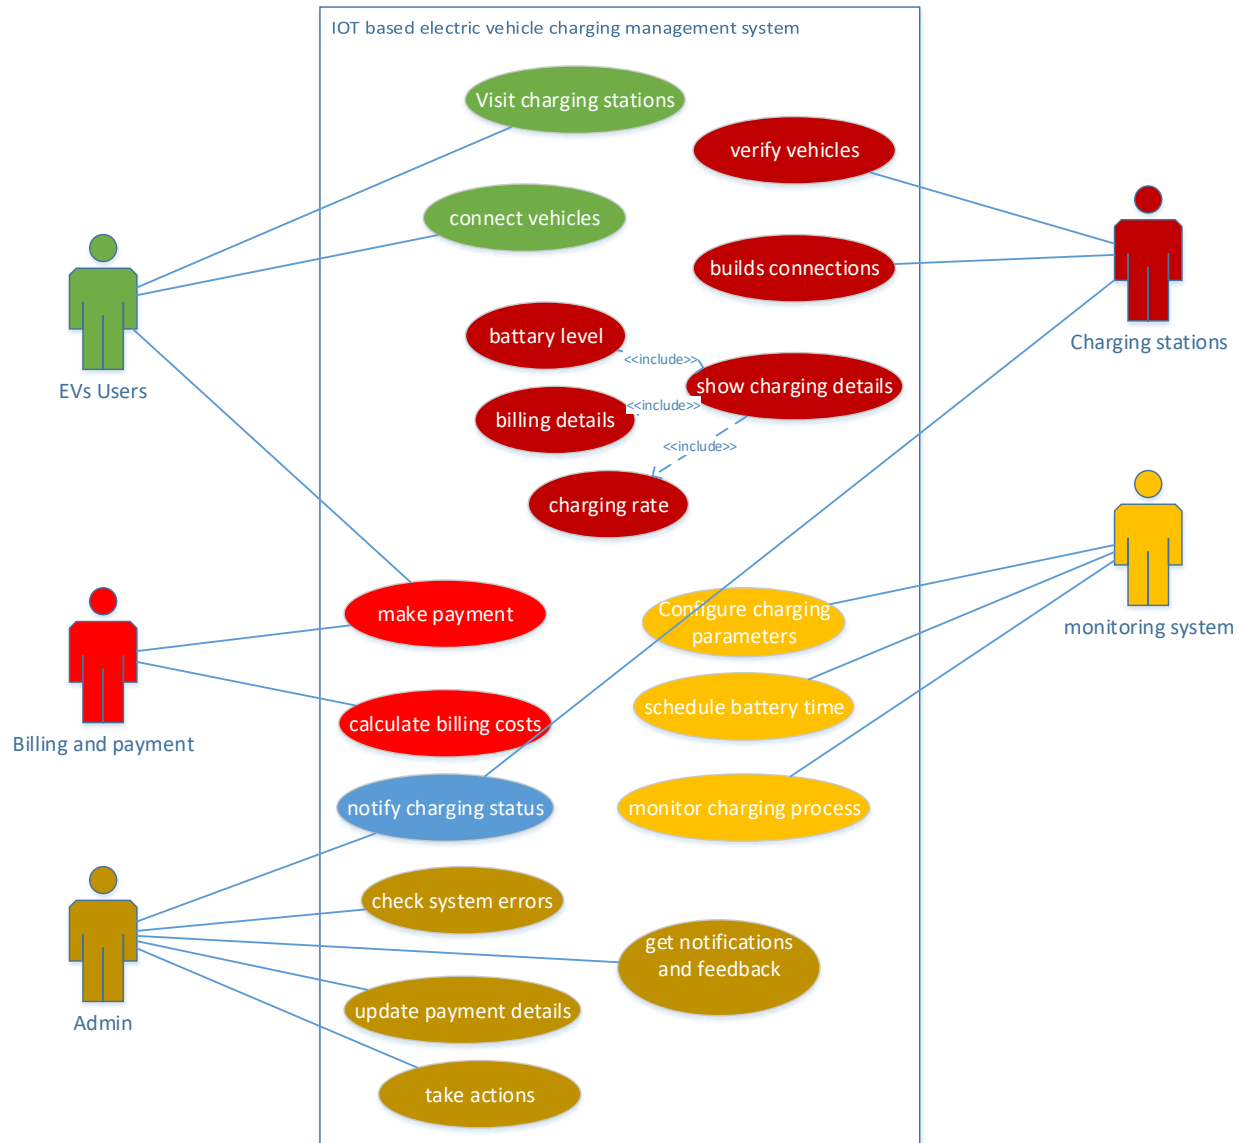 IOT based electric vehicle charging management system
Visit charging stations
verify vehicles
connect vehicles
builds connections
Charging stations
battary level
<<include>>
EVs Users
show charging details
<<include>>
billing details
<<include>>
charging rate
make payment
Configure charging
parameters
monitoring system
schedule battery time
calculate billing costs
Billing and payment
notify charging status
monitor charging process
check system errors
get notifications
and feedback
update payment details
Admin
take actions